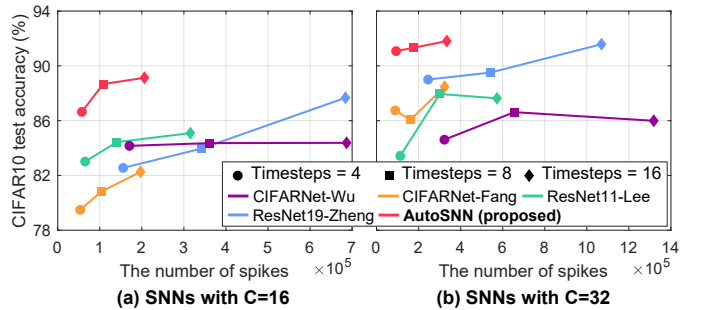 CIFAR10 test accuracy (%)
94
90
86
82
78
0 1 2 3 4 5 6 7
The number of spikes ×10^5
(a) SNNs with C=16
0 2 4 6 8 10 12 14
The number of spikes ×10^5
(b) SNNs with C=32
Timesteps = 4 Timesteps = 8 Timesteps = 16
CIFARNet-Wu CIFARNet-Fang ResNet11-Lee
ResNet19-Zheng AutoSNN (proposed)